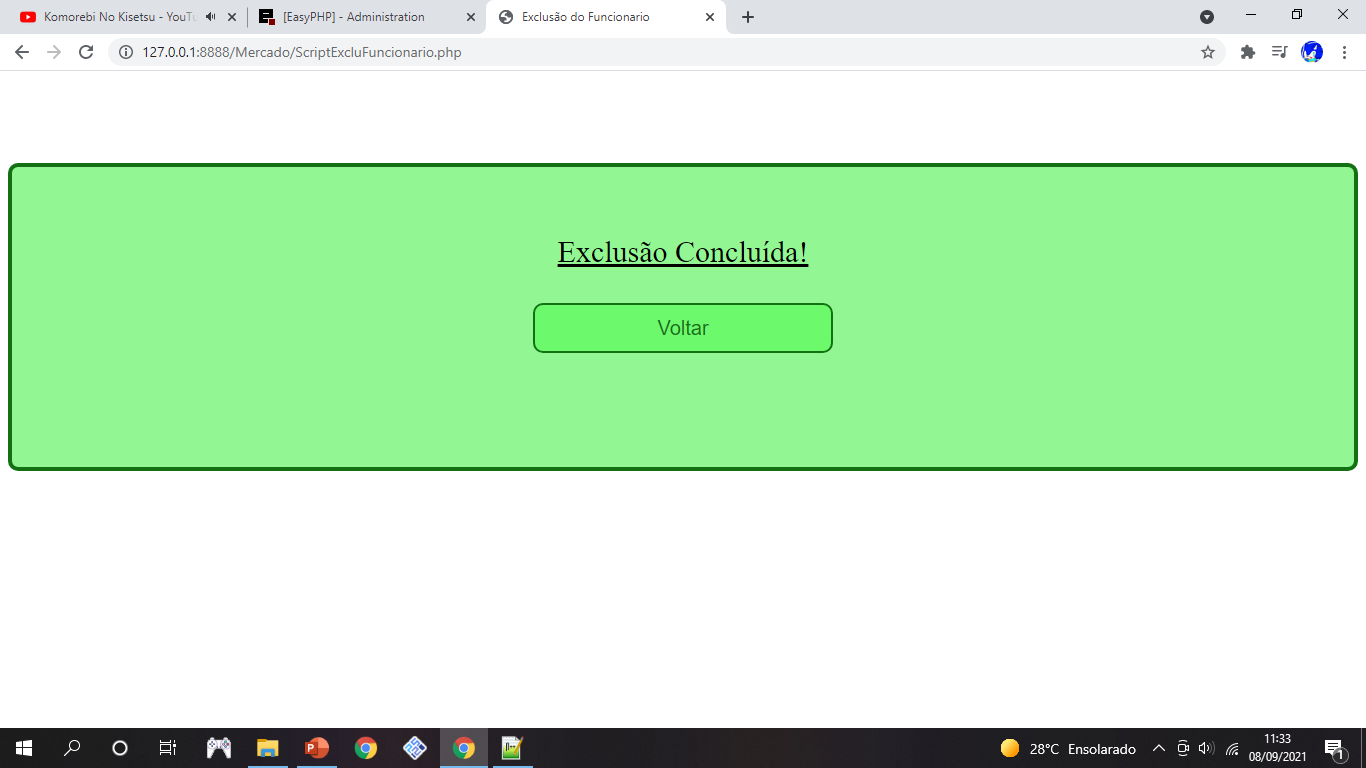 Komorebi No Kisetsu - YouTu
[EasyPHP] - Administration
Exclusão do Funcionario
127.0.0.1:8888/Mercado/ScriptExcluFuncionario.php
Exclusão Concluída!
Voltar
28°C Ensolarado
11:33
08/09/2021
1